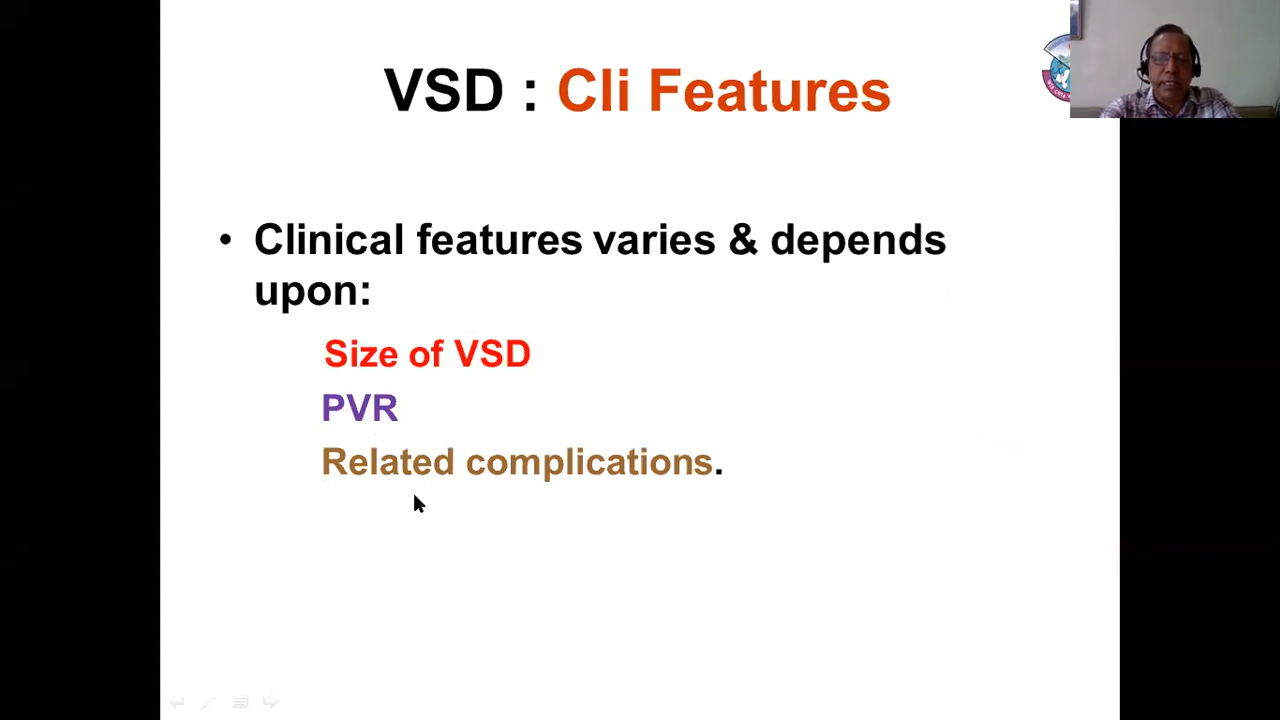 VSD : Cli Features
• Clinical features varies & depends
upon:
Size of VSD
PVR
Related complications.